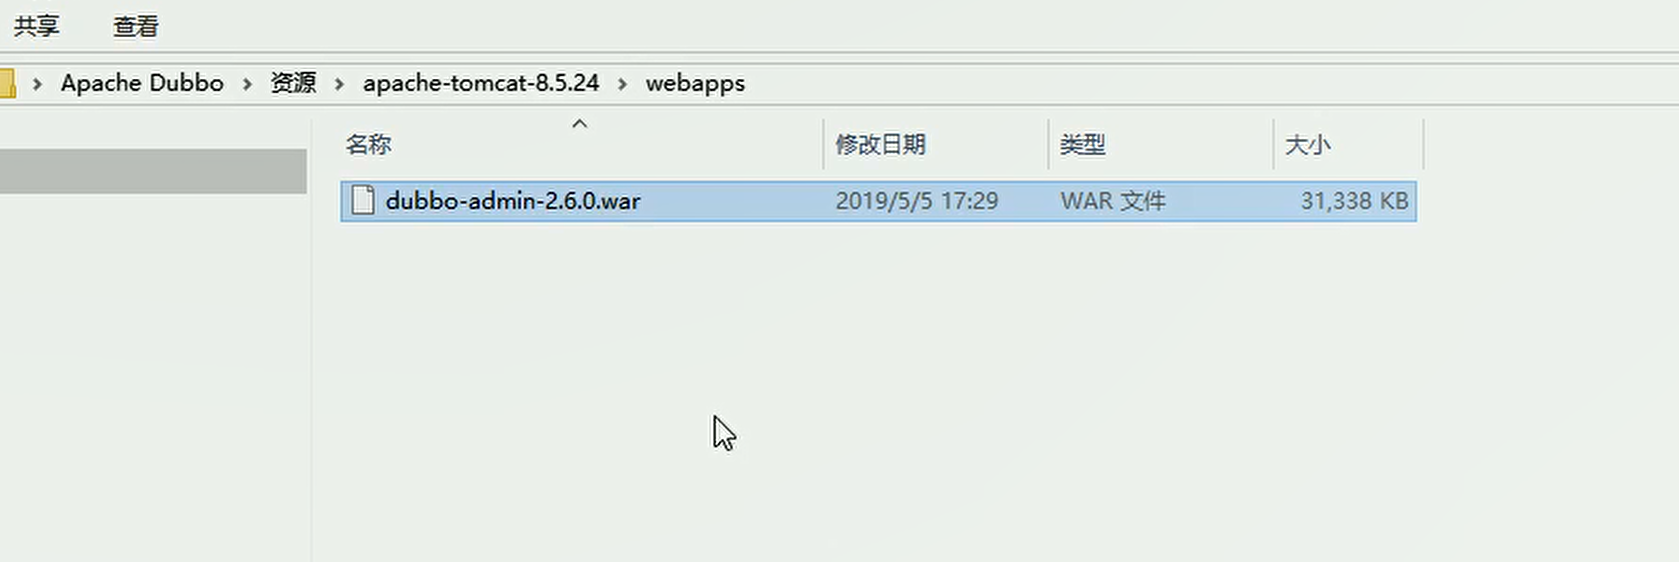 共享 查看
Apache Dubbo 资源 apache-tomcat-8.5.24 webapps
名称 修改日期 类型 大小
dubbo-admin-2.6.0.war 2019/5/5 17:29 WAR 文件 31,338 KB